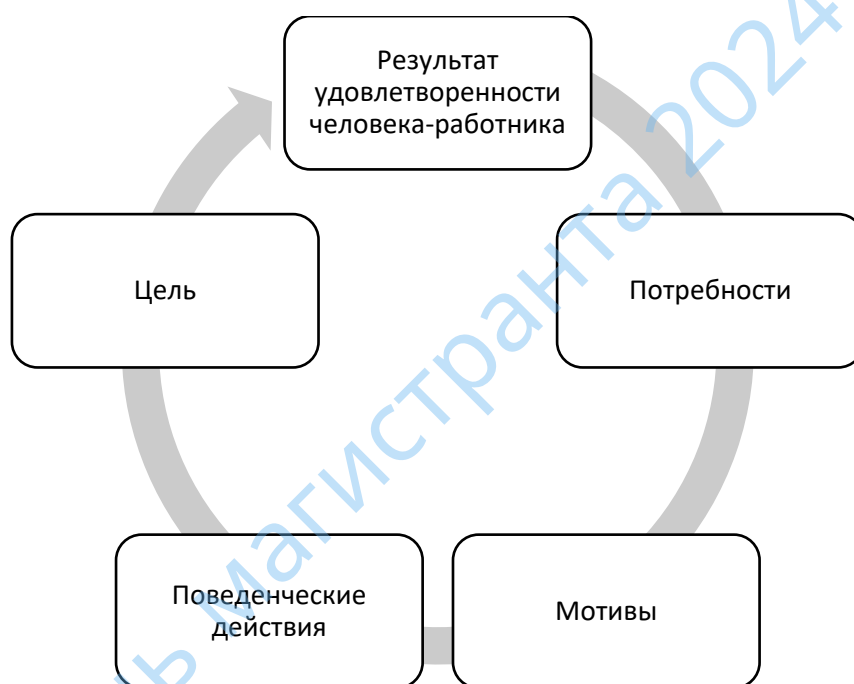 Результат
удовлетворенности
человека-работника
Цель
Потребности
Поведенческие
действия
Мотивы
магистранта 2024